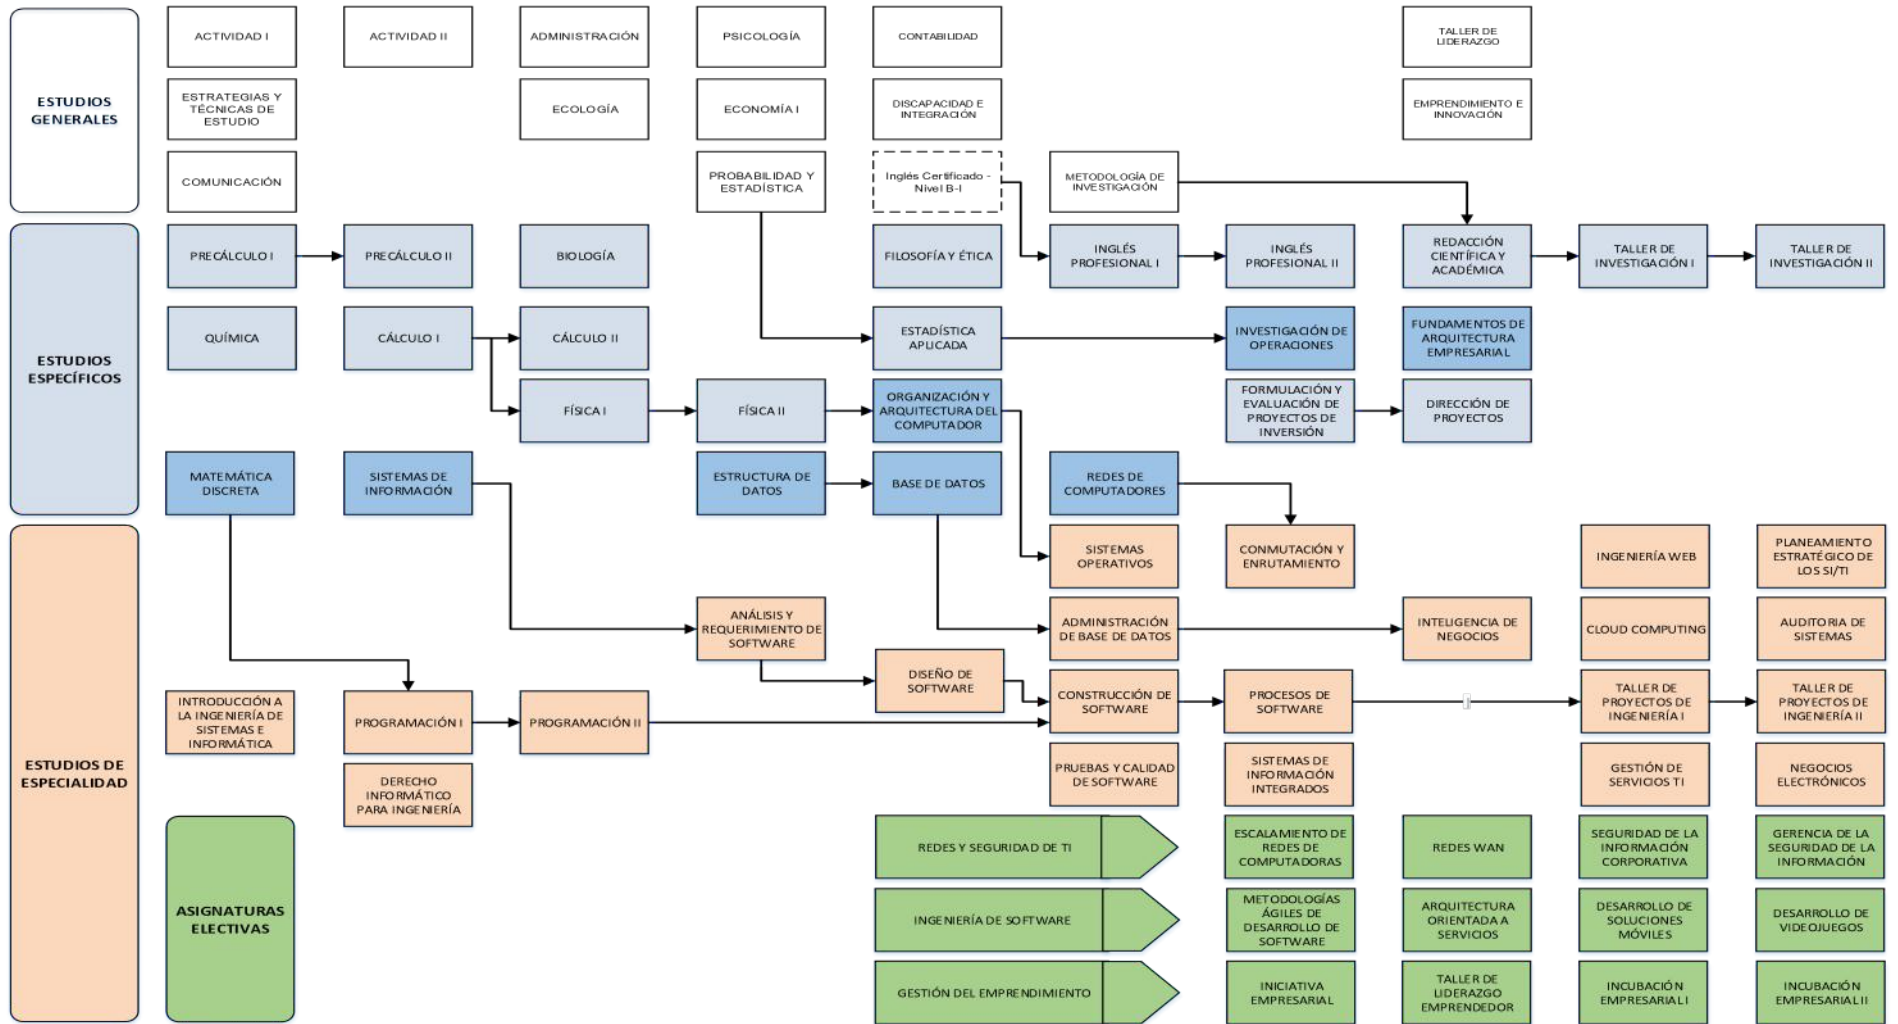 ESTUDIOS
GENERALES
ACTIVIDAD I
ACTIVIDAD II
ADMINISTRACIÓN
PSICOLOGÍA
CONTABILIDAD
TALLER DE
LIDERAZGO
ESTRATEGIAS Y
TÉCNICAS DE
ESTUDIO
ECOLOGÍA
ECONOMÍA I
DISCAPACIDAD E
INTEGRACIÓN
EMPRENDIMIENTO E
INNOVACIÓN
COMUNICACIÓN
PROBABILIDAD Y
ESTADÍSTICA
Inglés Certificado -
Nivel B-I
METODOLOGÍA DE
INVESTIGACIÓN
ESTUDIOS
ESPECÍFICOS
PRECÁLCULO I
PRECÁLCULO II
BIOLOGÍA
FILOSOFÍA Y ÉTICA
INGLÉS
PROFESIONAL I
INGLÉS
PROFESIONAL II
REDACCIÓN
CIENTÍFICA Y
ACADÉMICA
TALLER DE
INVESTIGACIÓN I
TALLER DE
INVESTIGACIÓN II
QUÍMICA
CÁLCULO I
CÁLCULO II
ESTADÍSTICA
APLICADA
INVESTIGACIÓN DE
OPERACIONES
FUNDAMENTOS DE
ARQUITECTURA
EMPRESARIAL
FÍSICA I
FÍSICA II
ORGANIZACIÓN Y
ARQUITECTURA DEL
COMPUTADOR
FORMULACIÓN Y
EVALUACIÓN DE
PROYECTOS DE
INVERSIÓN
DIRECCIÓN DE
PROYECTOS
MATEMÁTICA
DISCRETA
SISTEMAS DE
INFORMACIÓN
ESTRUCTURA DE
DATOS
BASE DE DATOS
REDES DE
COMPUTADORES
ESTUDIOS DE
ESPECIALIDAD
SISTEMAS
OPERATIVOS
CONMUTACIÓN Y
ENRUTAMIENTO
INGENIERÍA WEB
PLANEAMIENTO
ESTRATÉGICO DE
LOS SI/TI
ANÁLISIS Y
REQUERIMIENTO DE
SOFTWARE
ADMINISTRACIÓN
DE BASE DE DATOS
INTELIGENCIA DE
NEGOCIOS
CLOUD COMPUTING
AUDITORIA DE
SISTEMAS
DISEÑO DE
SOFTWARE
INTRODUCCIÓN A
LA INGENIERÍA DE
SISTEMAS E
INFORMÁTICA
PROGRAMACIÓN I
PROGRAMACIÓN II
CONSTRUCCIÓN DE
SOFTWARE
PROCESOS DE
SOFTWARE
TALLER DE
PROYECTOS DE
INGENIERÍA I
TALLER DE
PROYECTOS DE
INGENIERÍA II
DERECHO
INFORMÁTICO
PARA INGENIERÍA
PRUEBAS Y CALIDAD
DE SOFTWARE
SISTEMAS DE
INFORMACIÓN
INTEGRADOS
GESTIÓN DE
SERVICIOS TI
NEGOCIOS
ELECTRÓNICOS
ASIGNATURAS
ELECTIVAS
REDES Y SEGURIDAD DE TI
ESCALAMIENTO DE
REDES DE
COMPUTADORAS
REDES WAN
SEGURIDAD DE LA
INFORMACIÓN
CORPORATIVA
GERENCIA DE LA
SEGURIDAD DE LA
INFORMACIÓN
INGENIERÍA DE SOFTWARE
METODOLOGÍAS
ÁGILES DE
DESARROLLO DE
SOFTWARE
ARQUITECTURA
ORIENTADA A
SERVICIOS
DESARROLLO DE
SOLUCIONES
MÓVILES
DESARROLLO DE
VIDEOJUEGOS
GESTIÓN DEL EMPRENDIMIENTO
INICIATIVA
EMPRESARIAL
TALLER DE
LIDERAZGO
EMPRENDEDOR
INCUBACIÓN
EMPRESARIAL I
INCUBACIÓN
EMPRESARIAL II